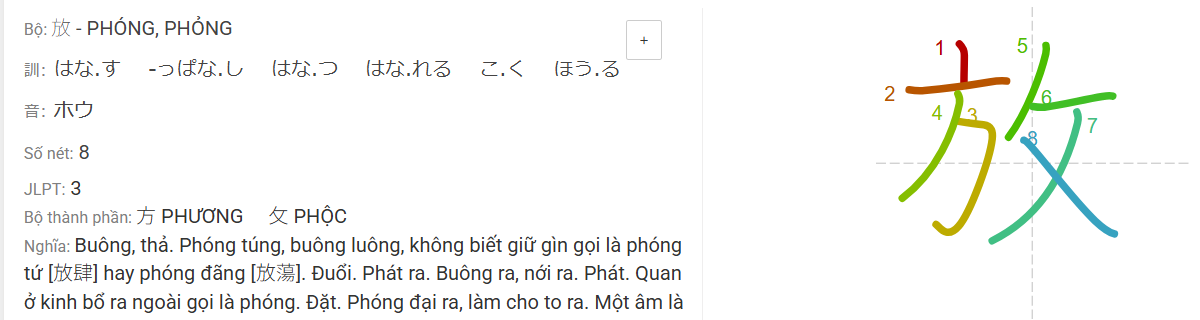 Bộ: 放 - PHÓNG, PHỎNG
+
訓: はな.す -っぱな.し はな.つ はな.れる こ.く ほう.る
音: ホウ
Số nét: 8
JLPT: 3
Bộ thành phần: 方 PHƯƠNG 攵 PHỘC
Nghĩa: Buông, thả. Phóng túng, buông luông, không biết giữ gìn gọi là phóng
tứ [放肆] hay phóng đãng [放蕩]. Đuổi. Phát ra. Buông ra, nới ra. Phát. Quan
ở kinh bổ ra ngoài gọi là phóng. Đặt. Phóng đại ra, làm cho to ra. Một âm là
放
1
2
3
4
5
6
7
8